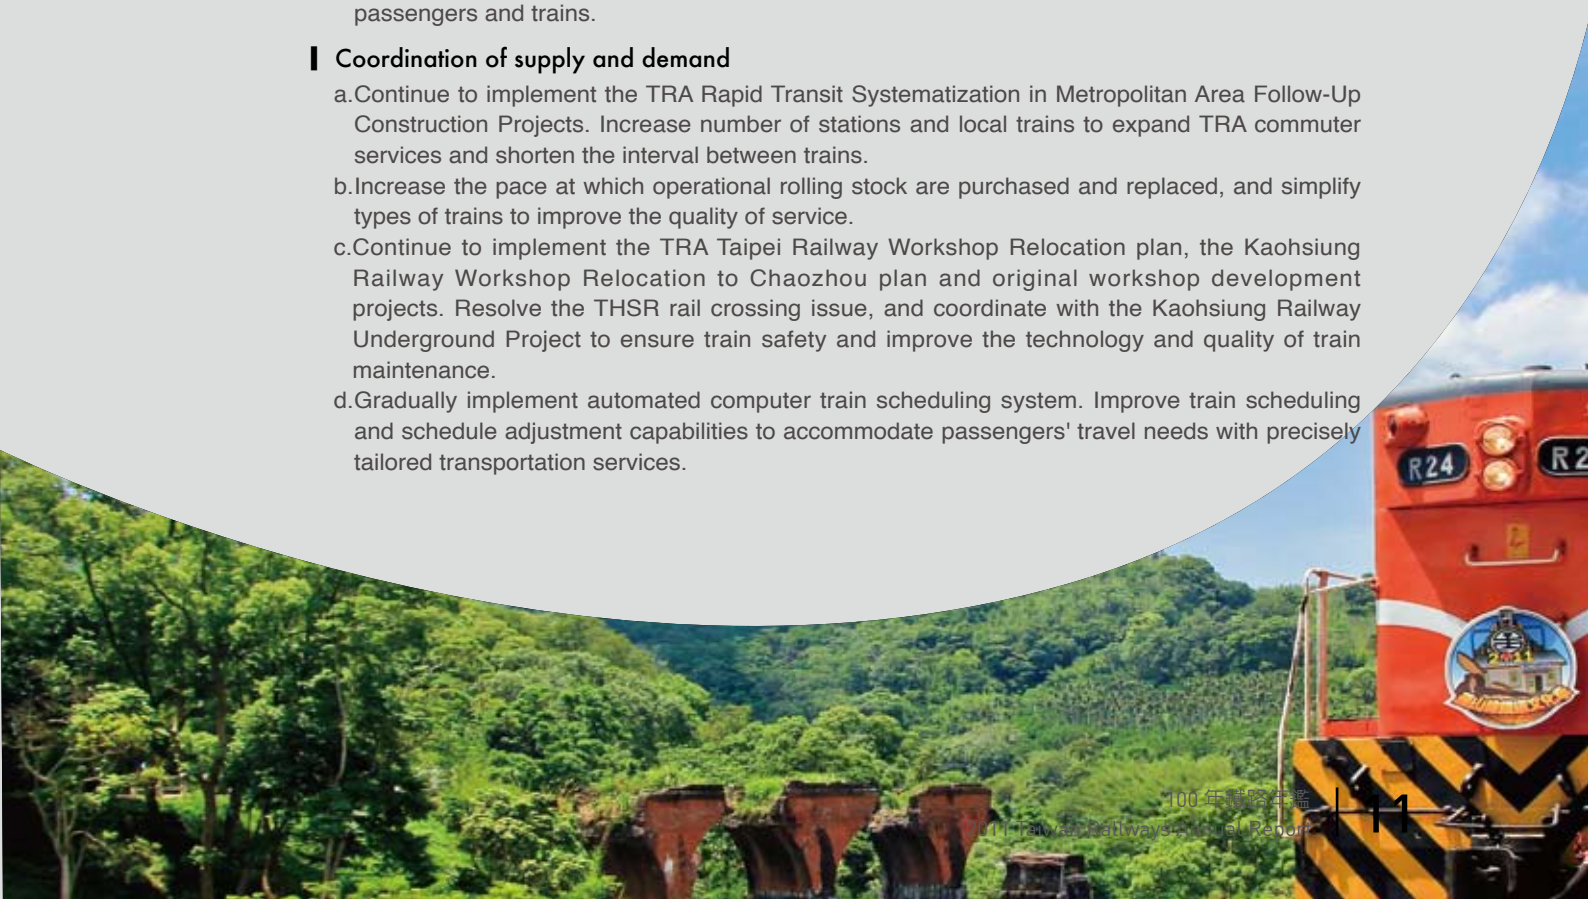 passengers and trains.
Coordination of supply and demand
a.Continue to implement the TRA Rapid Transit Systematization in Metropolitan Area Follow-Up
Construction Projects. Increase number of stations and local trains to expand TRA commuter
services and shorten the interval between trains.
b.Increase the pace at which operational rolling stock are purchased and replaced, and simplify
types of trains to improve the quality of service.
c.Continue to implement the TRA Taipei Railway Workshop Relocation plan, the Kaohsiung
Railway Workshop Relocation to Chaozhou plan and original workshop development
projects. Resolve the THSR rail crossing issue, and coordinate with the Kaohsiung Railway
Underground Project to ensure train safety and improve the technology and quality of train
maintenance.
d.Gradually implement automated computer train scheduling system. Improve train scheduling
and schedule adjustment capabilities to accommodate passengers' travel needs with precisely
tailored transportation services.
R24
R2
2011
100 年鐵路年鑑
2011 Taiwan Railways Annual Report
11